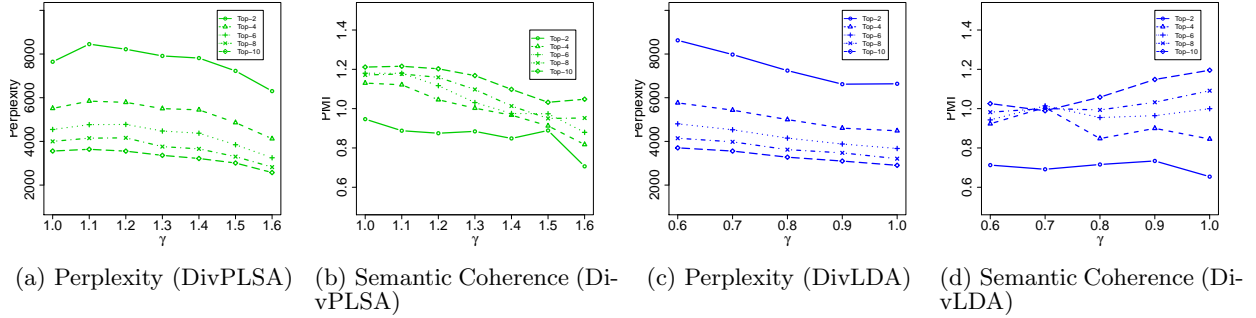 Perplexity
8000
6000
4000
2000
1.0 1.1 1.2 1.3 1.4 1.5 1.6
γ
Top−2
Top−4
Top−6
Top−8
Top−10
(a) Perplexity (DivPLSA)
PMI
1.4
1.2
1.0
0.8
0.6
1.0 1.1 1.2 1.3 1.4 1.5 1.6
γ
Top−2
Top−4
Top−6
Top−8
Top−10
(b) Semantic Coherence (Di-
vPLSA)
Perplexity
8000
6000
4000
2000
0.6 0.7 0.8 0.9 1.0
γ
Top−2
Top−4
Top−6
Top−8
Top−10
(c) Perplexity (DivLDA)
PMI
1.4
1.2
1.0
0.8
0.6
0.6 0.7 0.8 0.9 1.0
γ
Top−2
Top−4
Top−6
Top−8
Top−10
(d) Semantic Coherence (Di-
vLDA)